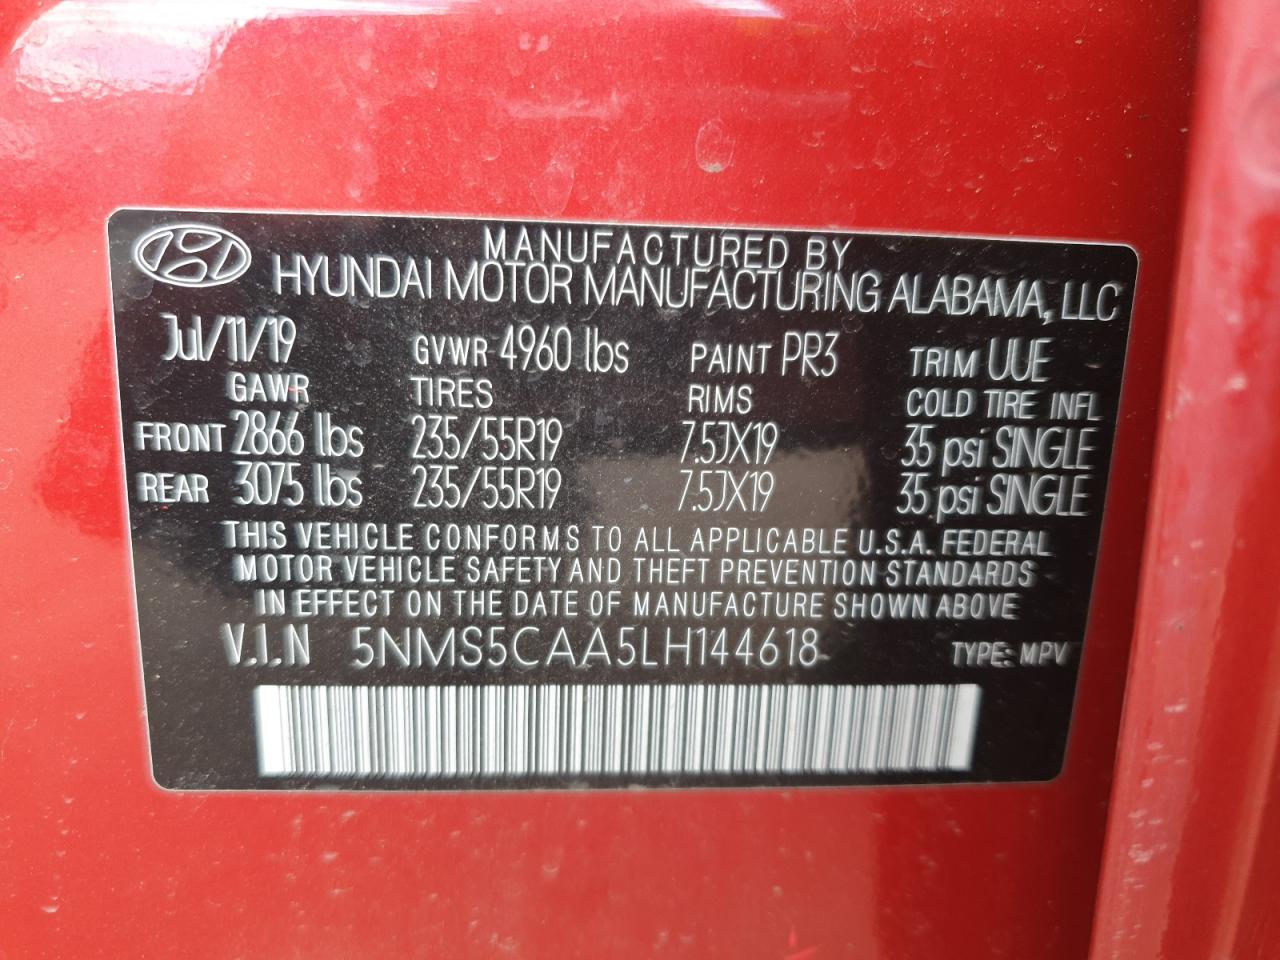 MANUFACTURED BY
HYUNDAI MOTOR MANUFACTURING ALABAMA, LLC
Jul/11/19 GVWR 4960 lbs PAINT PR3 TRIM UUE
GAWR TIRES RIMS COLD TIRE INFL
FRONT 2866 lbs 235/55R19 7.5JX19 35 psi SINGLE
REAR 3075 lbs 235/55R19 7.5JX19 35 psi SINGLE
THIS VEHICLE CONFORMS TO ALL APPLICABLE U.S.A. FEDERAL
MOTOR VEHICLE SAFETY AND THEFT PREVENTION STANDARDS
IN EFFECT ON THE DATE OF MANUFACTURE SHOWN ABOVE
V.I.N 5NMS5CAA5LH144618 TYPE: MPV